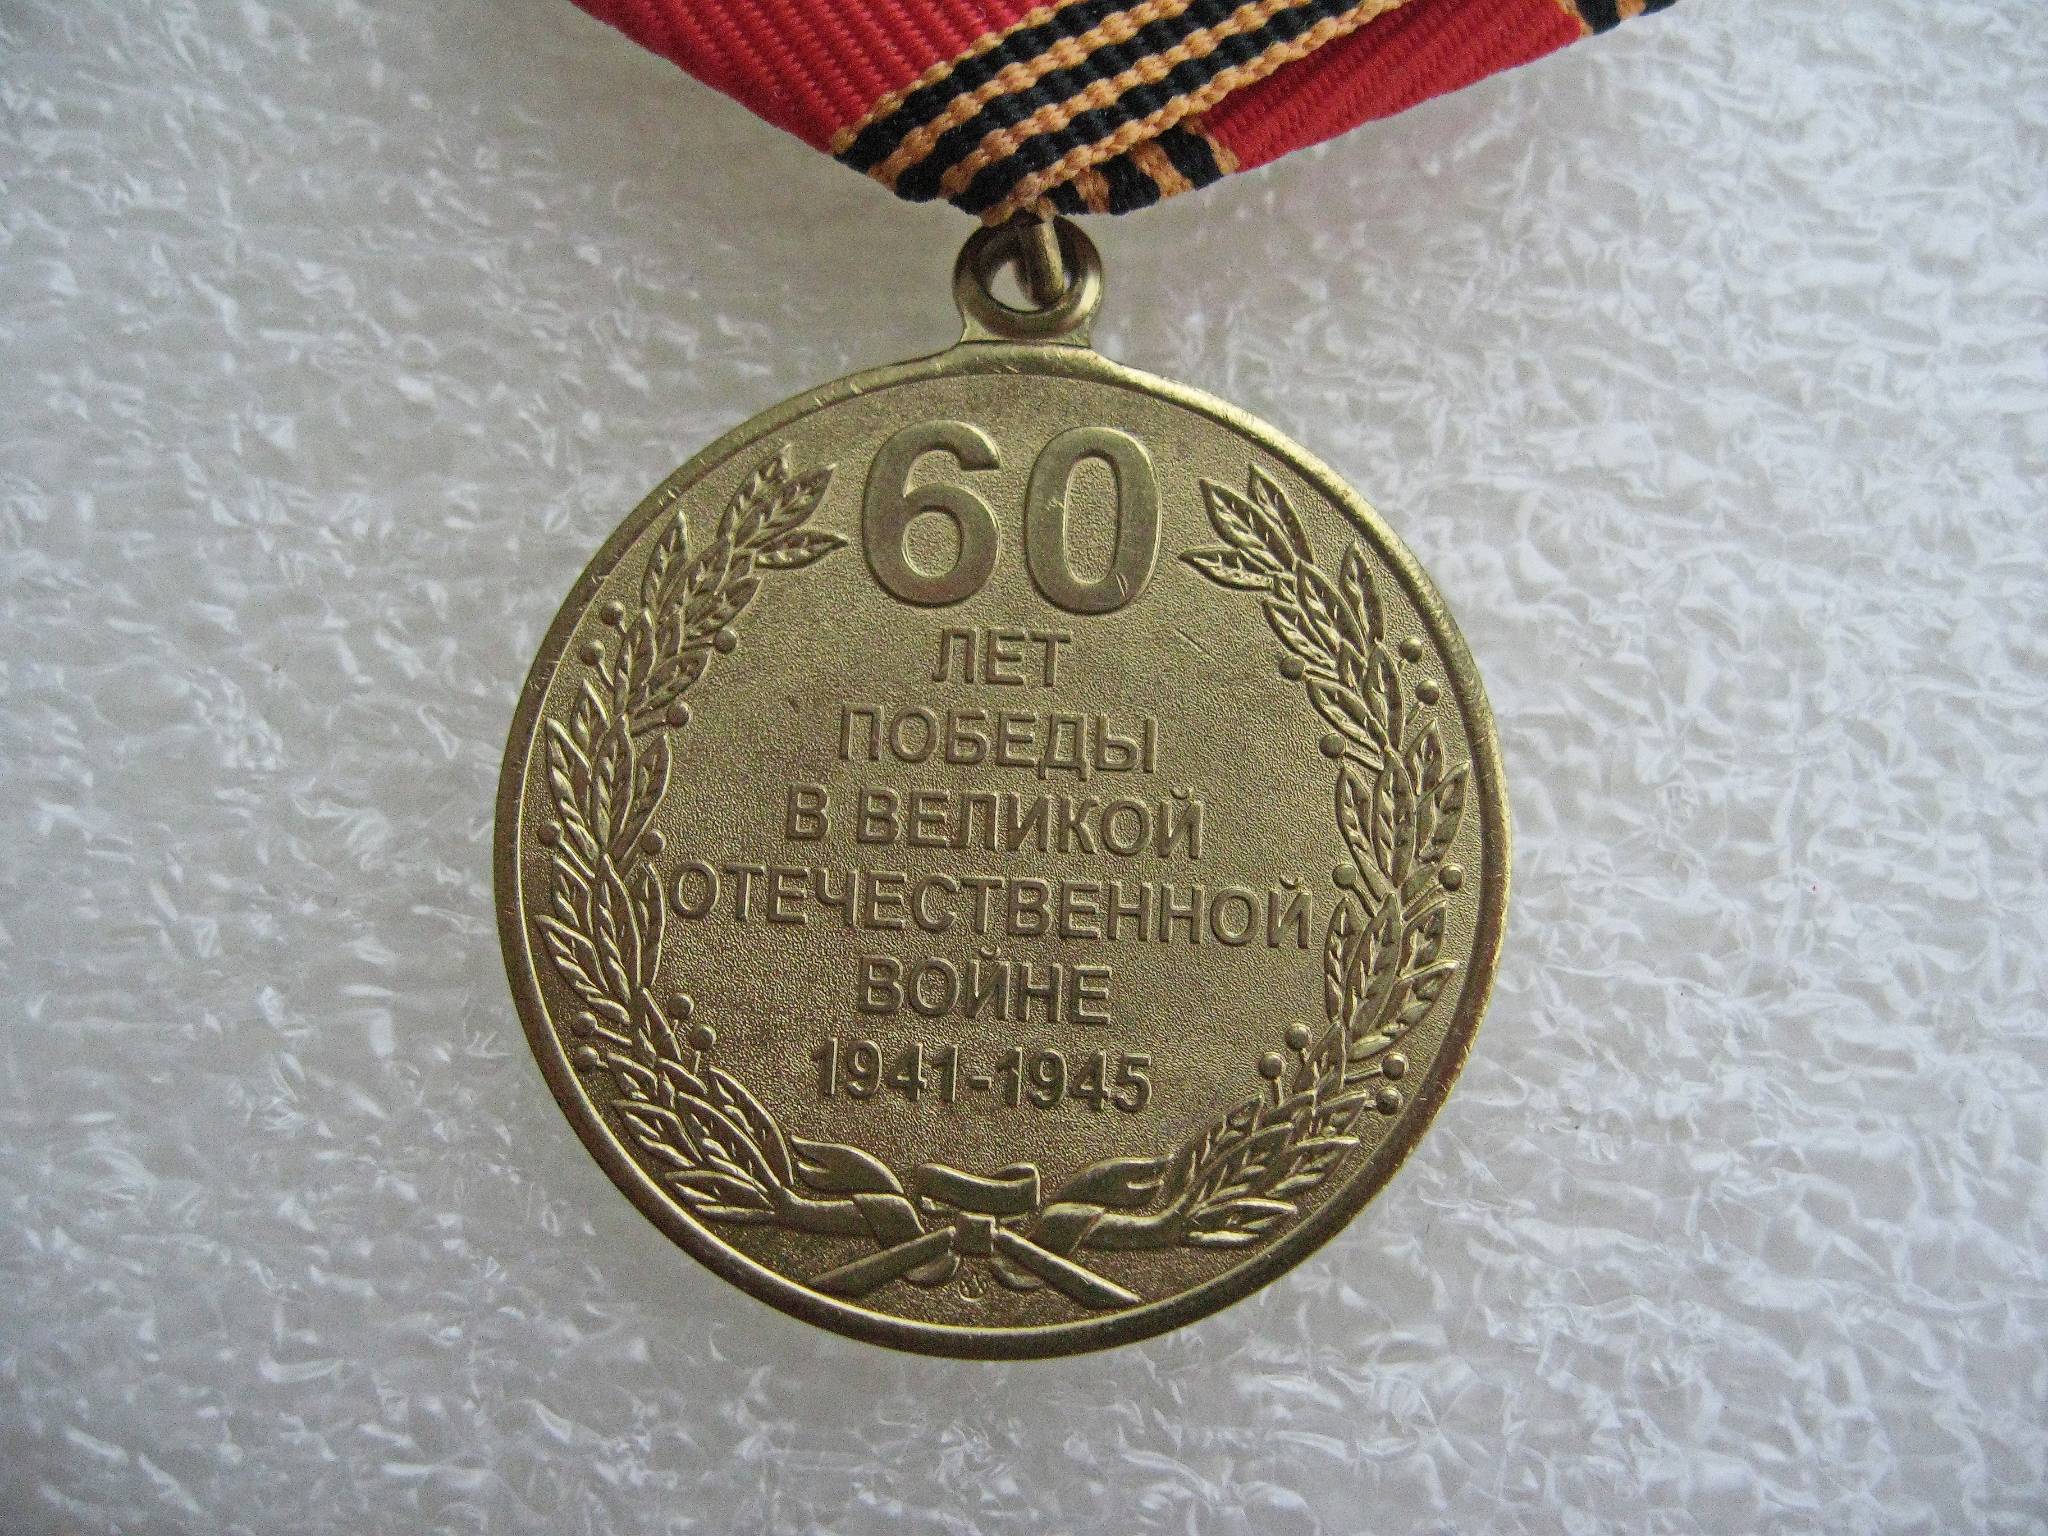 60
ЛЕТ
ПОБЕДЫ
В ВЕЛИКОЙ
ОТЕЧЕСТВЕННОЙ
ВОЙНЕ
1941-1945